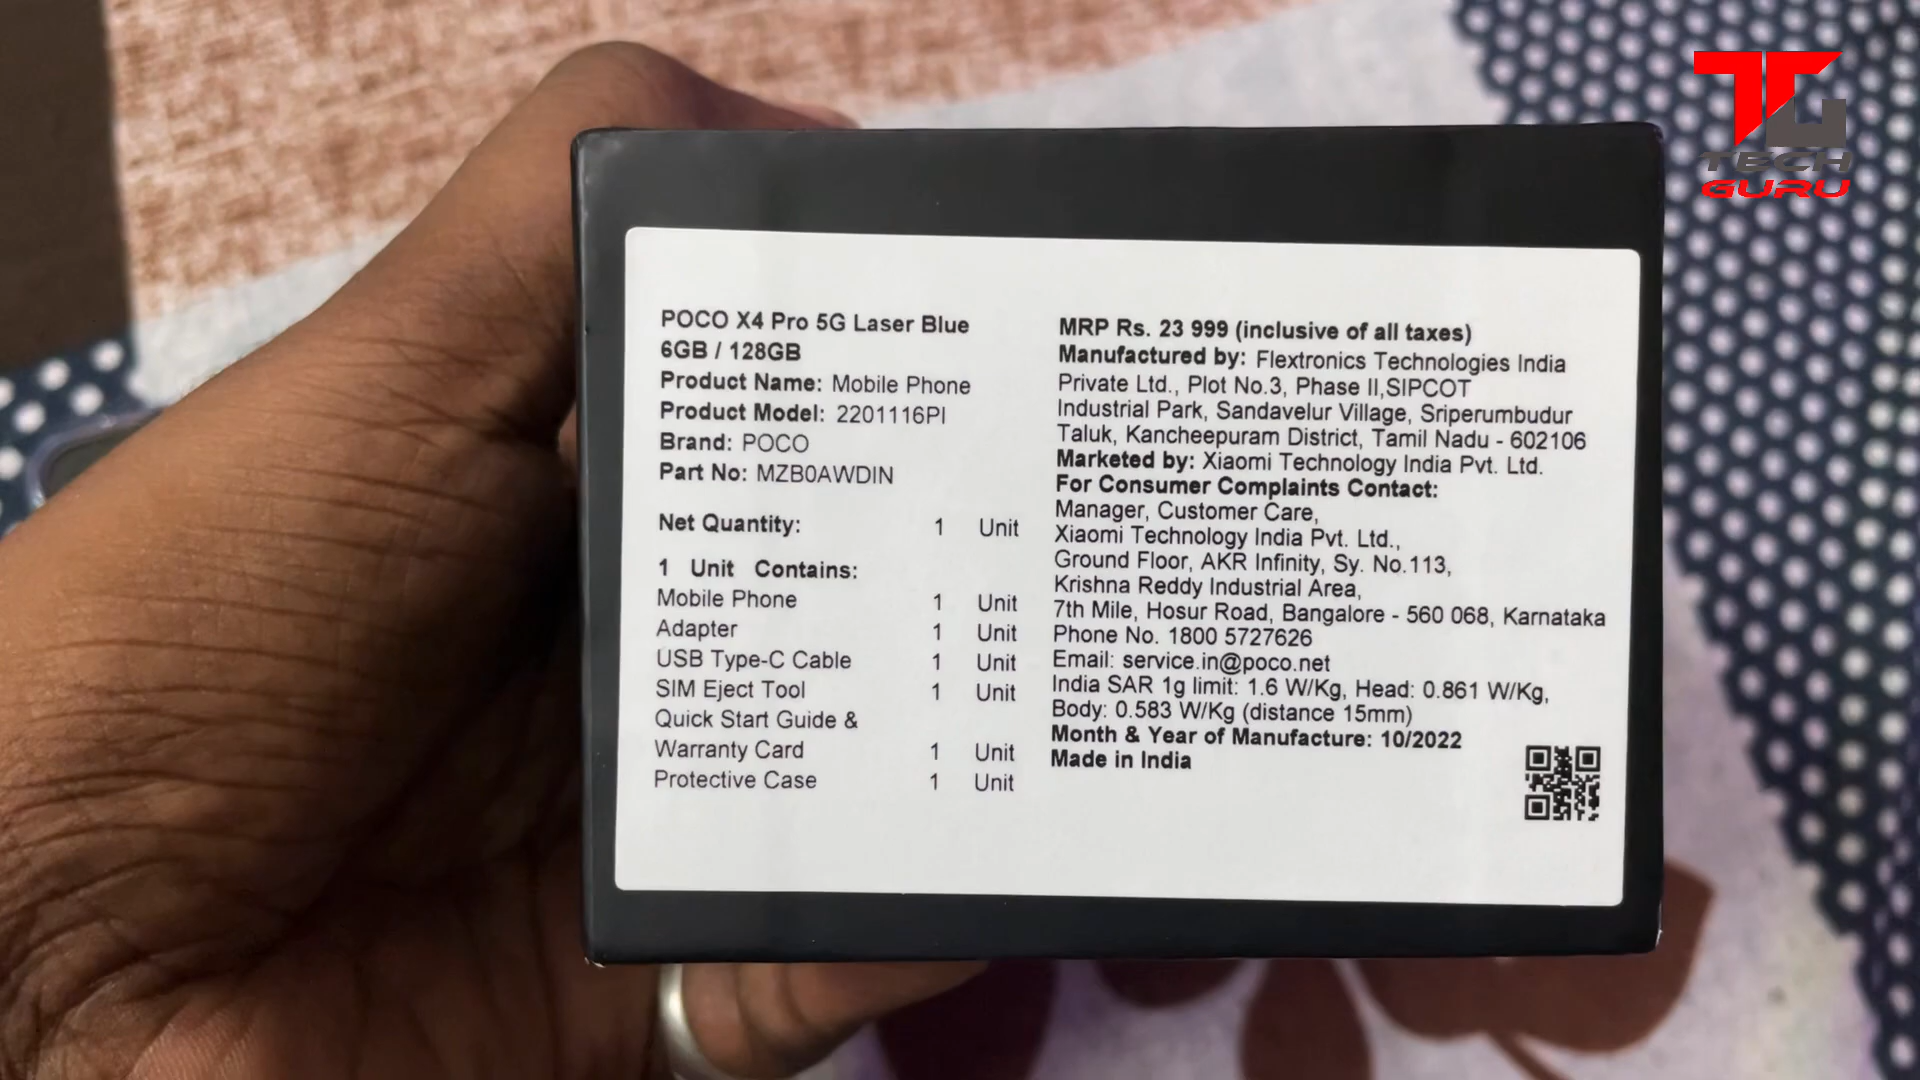 POCO X4 Pro 5G Laser Blue
6GB / 128GB
Product Name: Mobile Phone
Product Model: 2201116PI
Brand: POCO
Part No: MZB0AWDIN
Net Quantity: 1 Unit
1 Unit Contains:
Mobile Phone 1 Unit
Adapter 1 Unit
USB Type-C Cable 1 Unit
SIM Eject Tool 1 Unit
Quick Start Guide &
Warranty Card 1 Unit
Protective Case 1 Unit
MRP Rs. 23 999 (inclusive of all taxes)
Manufactured by: Flextronics Technologies India
Private Ltd., Plot No.3, Phase II,SIPCOT
Industrial Park, Sandavelur Village, Sriperumbudur
Taluk, Kancheepuram District, Tamil Nadu - 602106
Marketed by: Xiaomi Technology India Pvt. Ltd.
For Consumer Complaints Contact:
Manager, Customer Care,
Xiaomi Technology India Pvt. Ltd.,
Ground Floor, AKR Infinity, Sy. No.113,
Krishna Reddy Industrial Area,
7th Mile, Hosur Road, Bangalore - 560 068, Karnataka
Phone No. 1800 5727626
Email: service.in@poco.net
India SAR 1g limit: 1.6 W/Kg, Head: 0.861 W/Kg,
Body: 0.583 W/Kg (distance 15mm)
Month & Year of Manufacture: 10/2022
Made in India
TG
TECH
GURU